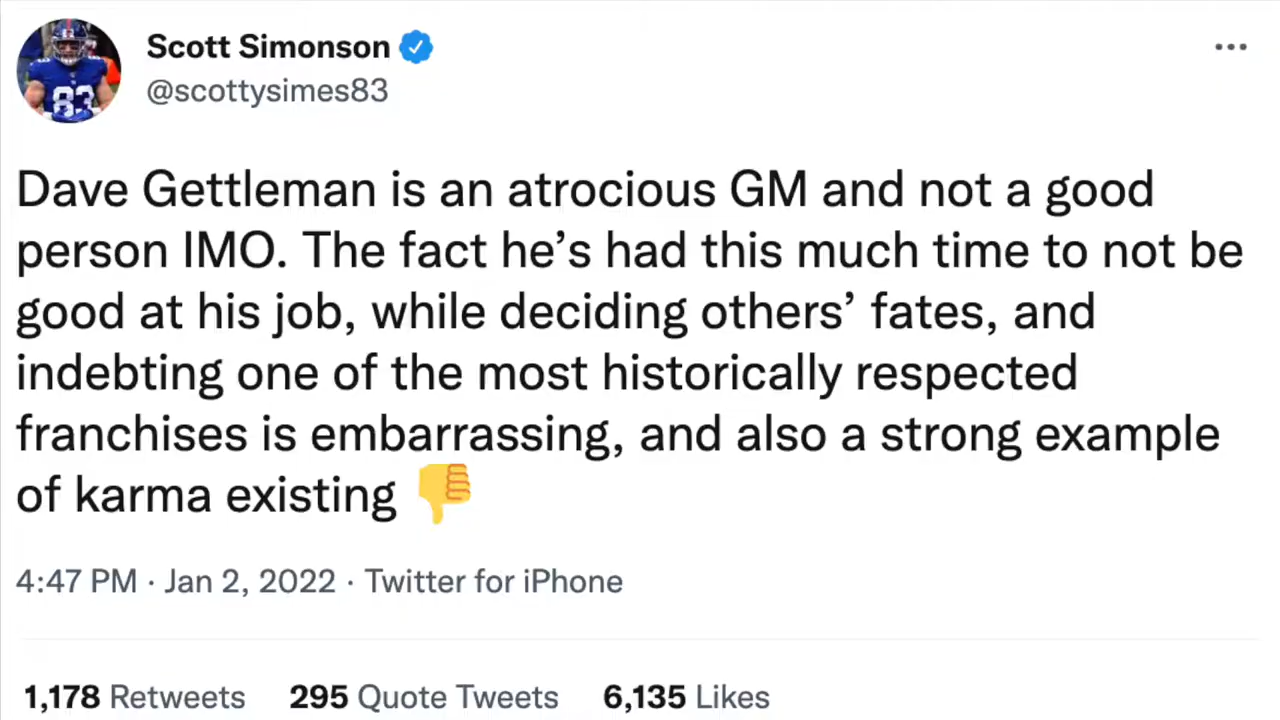 Scott Simonson
@scottysimes83
Dave Gettleman is an atrocious GM and not a good
person IMO. The fact he’s had this much time to not be
good at his job, while deciding others’ fates, and
indebting one of the most historically respected
franchises is embarrassing, and also a strong example
of karma existing 👎
4:47 PM · Jan 2, 2022 · Twitter for iPhone
1,178 Retweets 295 Quote Tweets 6,135 Likes
83